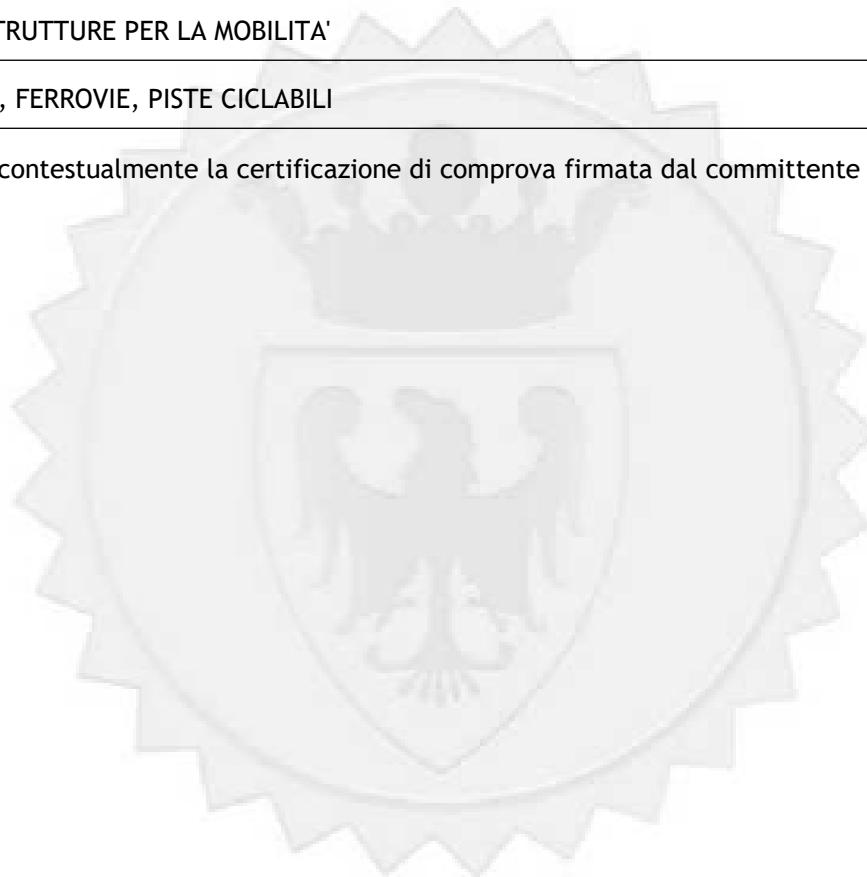 TRUTTURE PER LA MOBILITA'
, FERROVIE, PISTE CICLABILI
contestualmente la certificazione di comprova firmata dal committente